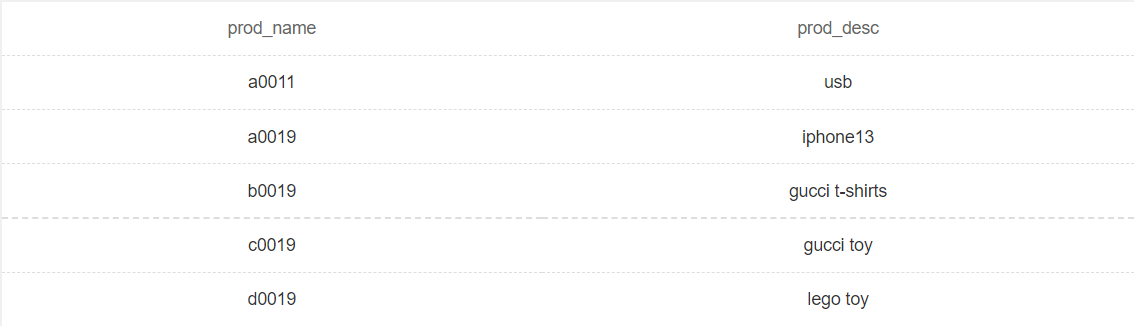 prod_name prod_desc
a0011 usb
a0019 iphone13
b0019 gucci t-shirts
c0019 gucci toy
d0019 lego toy